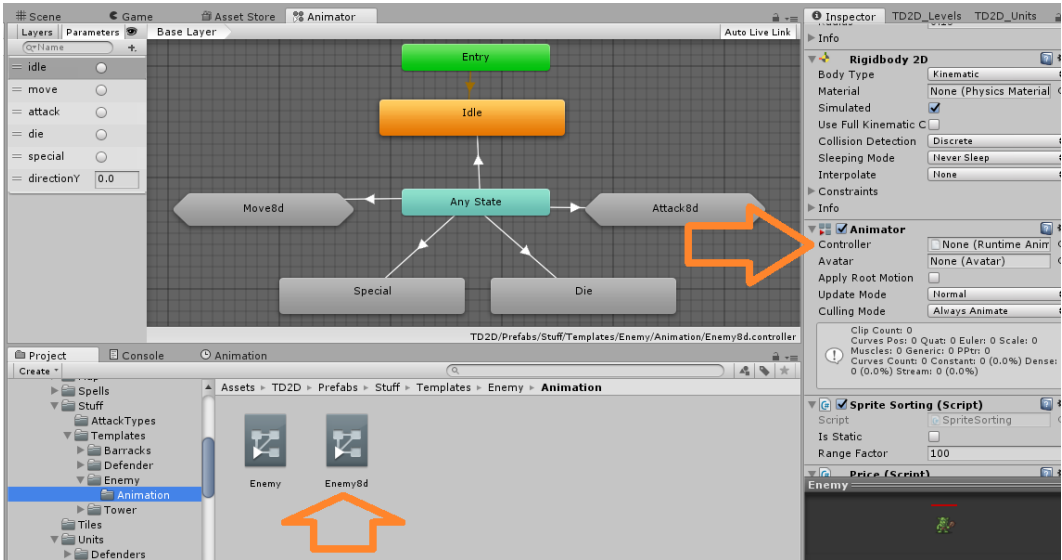 Scene Game Asset Store Animator
Layers Parameters Base Layer Auto Live Link
Name
idle
move
attack
die
special
directionY 0.0
Entry
Idle
Any State
Move8d
Attack8d
Special
Die
TD2D/Prefabs/Stuff/Templates/Enemy/Animation/Enemy8d.controller
Inspector TD2D_Levels TD2D_Units
Info
Rigidbody 2D
Body Type Kinematic
Material None (Physics Material
Simulated
Use Full Kinematic C
Collision Detection Discrete
Sleeping Mode Never Sleep
Interpolate None
Constraints
Info
Animator
Controller None (Runtime Anim
Avatar None (Avatar)
Apply Root Motion
Update Mode Normal
Culling Mode Always Animate
Clip Count: 0
Curves Pos: 0 Quat: 0 Euler: 0 Scale: 0
Muscles: 0 Generic: 0 PPtr: 0
Curves Count: 0 Constant: 0 (0.0%) Dense:
0 (0.0%) Stream: 0 (0.0%)
Sprite Sorting (Script)
Script SpriteSorting
Is Static
Range Factor 100
Price (Script)
Enemy
Project Console Animation
Create
Spells
Stuff
AttackTypes
Templates
Barracks
Defender
Enemy
Animation
Tower
Tiles
Units
Defenders
Assets TD2D Prefabs Stuff Templates Enemy Animation
Enemy
Enemy8d